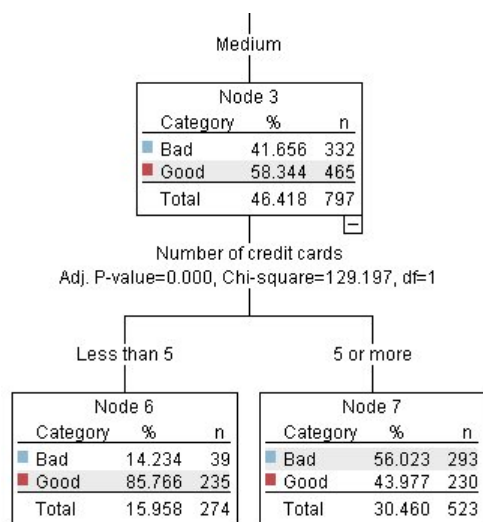 Medium
Node 3
Category % n
Bad 41.656 332
Good 58.344 465
Total 46.418 797
Number of credit cards
Adj. P-value=0.000, Chi-square=129.197, df=1
Less than 5
5 or more
Node 6
Category % n
Bad 14.234 39
Good 85.766 235
Total 15.958 274
Node 7
Category % n
Bad 56.023 293
Good 43.977 230
Total 30.460 523